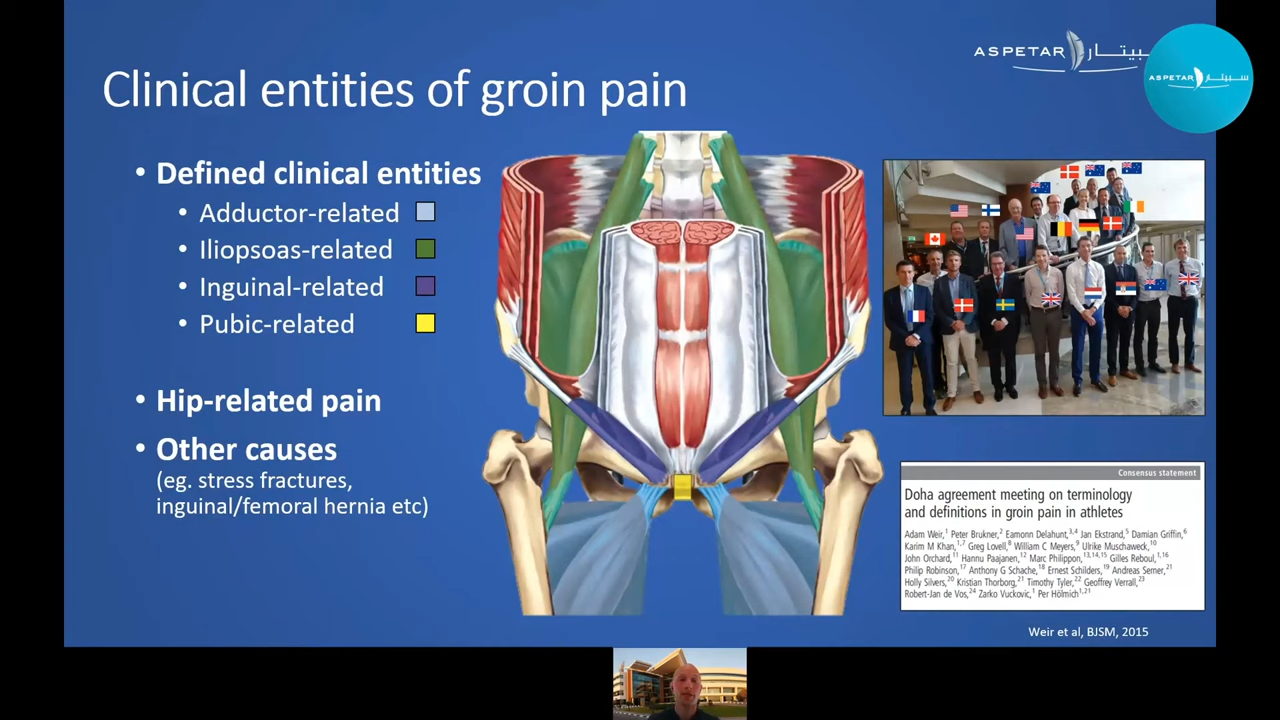 Clinical entities of groin pain
ASPETAR سبيتار
ASPETAR سبيتار
• Defined clinical entities
• Adductor-related
• Iliopsoas-related
• Inguinal-related
• Pubic-related
• Hip-related pain
• Other causes
(eg. stress fractures,
inguinal/femoral hernia etc)
Consensus statement
Doha agreement meeting on terminology
and definitions in groin pain in athletes
Adam Weir,1 Peter Brukner,2 Eamonn Delahunt,3,4 Jan Ekstrand,5 Damian Griffin,6
Karim M Khan,1,7 Greg Lovell,8 William C Meyers,9 Ulrike Muschaweck,10
John Orchard,11 Hannu Paajanen,12 Marc Philippon,13,14,15 Gilles Reboul,1,16
Philip Robinson,17 Anthony G Schache,18 Ernest Schilders,19 Andreas Serner,21
Holly Silvers,20 Kristian Thorborg,21 Timothy Tyler,22 Geoffrey Verrall,23
Robert-Jan de Vos,24 Zarko Vuckovic,1 Per Hölmich1,21
Weir et al, BJSM, 2015